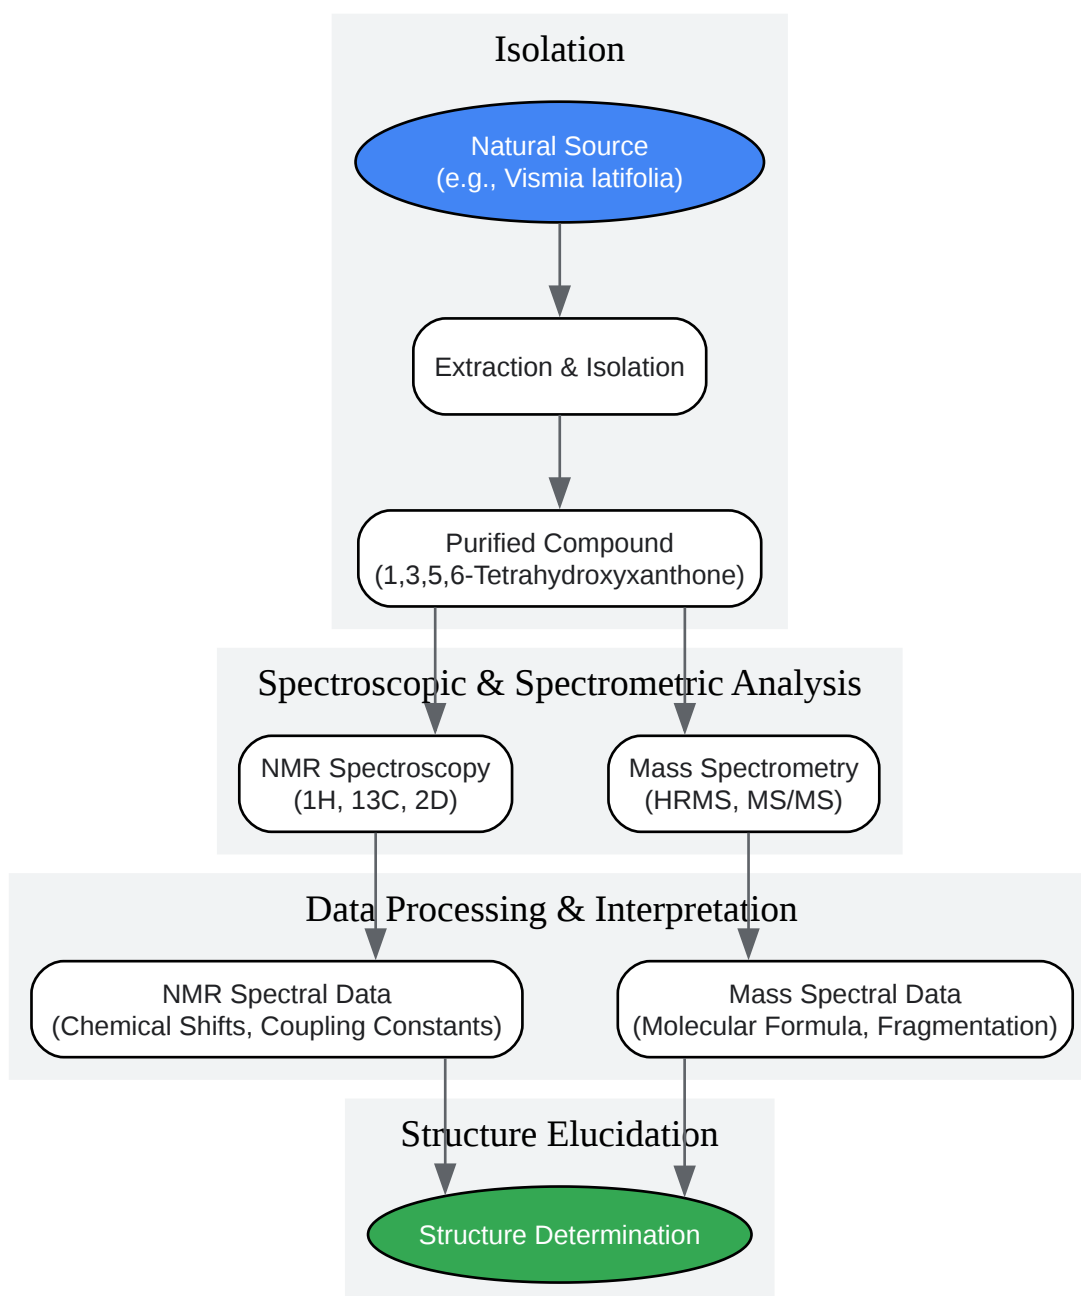 Isolation
Natural Source
(e.g., Vismia latifolia)
Extraction & Isolation
Purified Compound
(1,3,5,6-Tetrahydroxyxanthone)
Spectroscopic & Spectrometric Analysis
NMR Spectroscopy
(1H, 13C, 2D)
Mass Spectrometry
(HRMS, MS/MS)
Data Processing & Interpretation
NMR Spectral Data
(Chemical Shifts, Coupling Constants)
Mass Spectral Data
(Molecular Formula, Fragmentation)
Structure Elucidation
Structure Determination